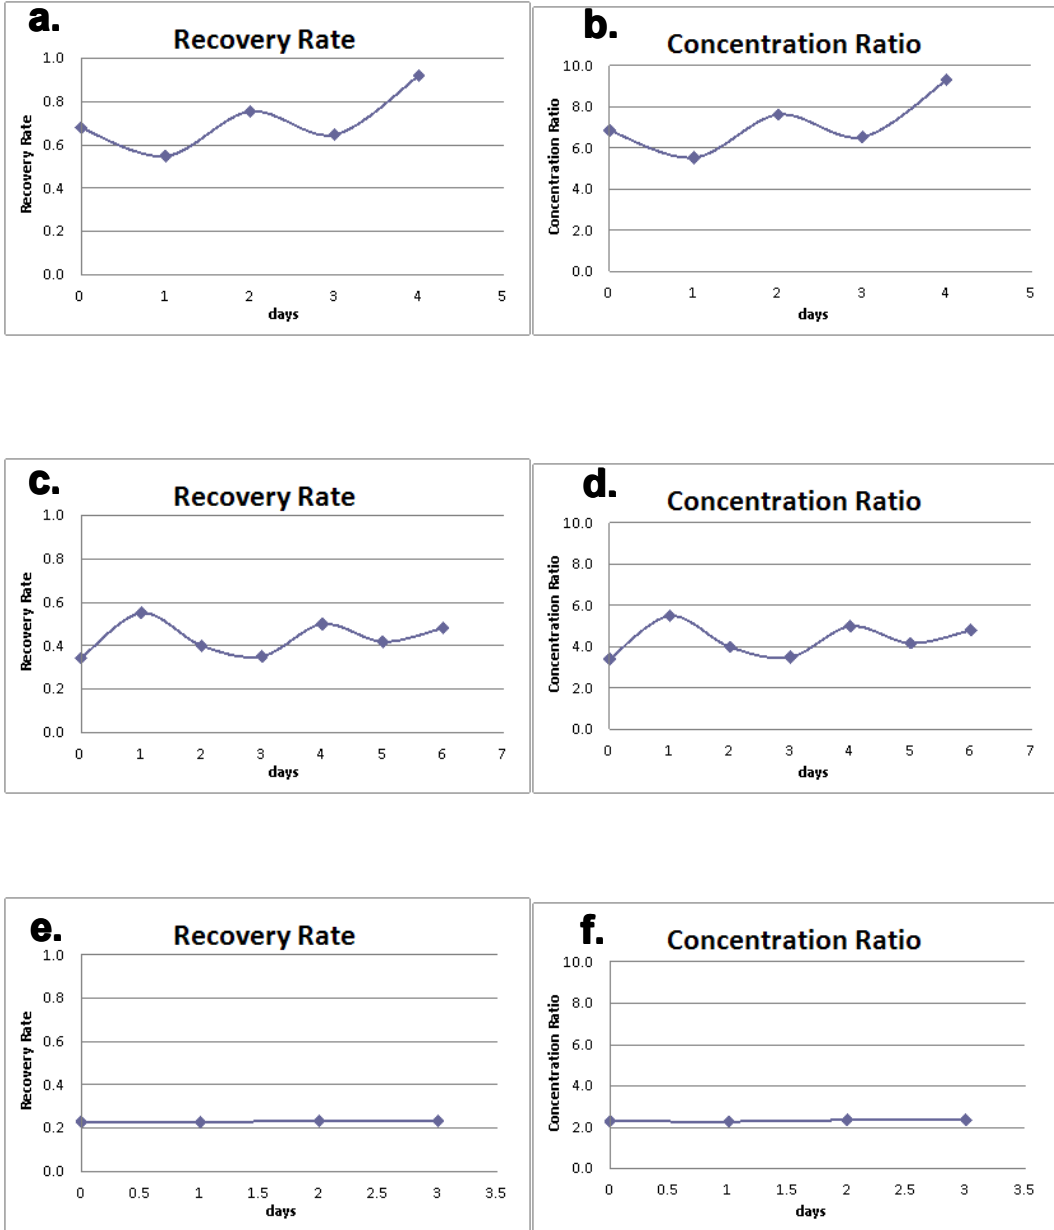 a.
Recovery Rate
1.0
0.8
0.6
0.4
0.2
0.0
Recovery Rate
0 1 2 3 4 5
days
b.
Concentration Ratio
10.0
8.0
6.0
4.0
2.0
0.0
Concentration Ratio
0 1 2 3 4 5
days
c.
Recovery Rate
1.0
0.8
0.6
0.4
0.2
0.0
Recovery Rate
0 1 2 3 4 5 6 7
days
d.
Concentration Ratio
10.0
8.0
6.0
4.0
2.0
0.0
Concentration Ratio
0 1 2 3 4 5 6 7
days
e.
Recovery Rate
1.0
0.8
0.6
0.4
0.2
0.0
Recovery Rate
0 0.5 1 1.5 2 2.5 3 3.5
days
f.
Concentration Ratio
10.0
8.0
6.0
4.0
2.0
0.0
Concentration Ratio
0 0.5 1 1.5 2 2.5 3 3.5
days